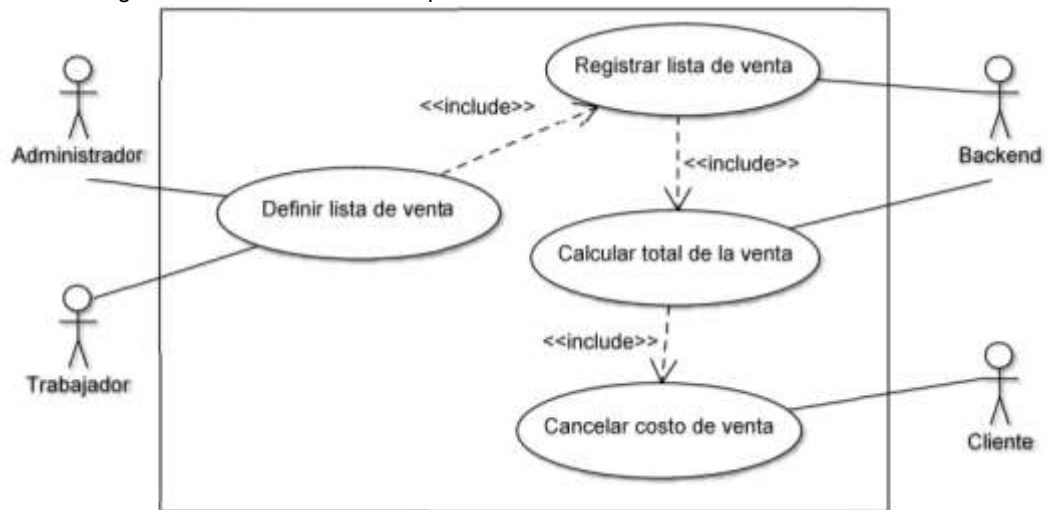 Registrar lista de venta
<<include>>
Administrador
Backend
<<include>>
Definir lista de venta
Calcular total de la venta
<<include>>
Trabajador
Cancelar costo de venta
Cliente